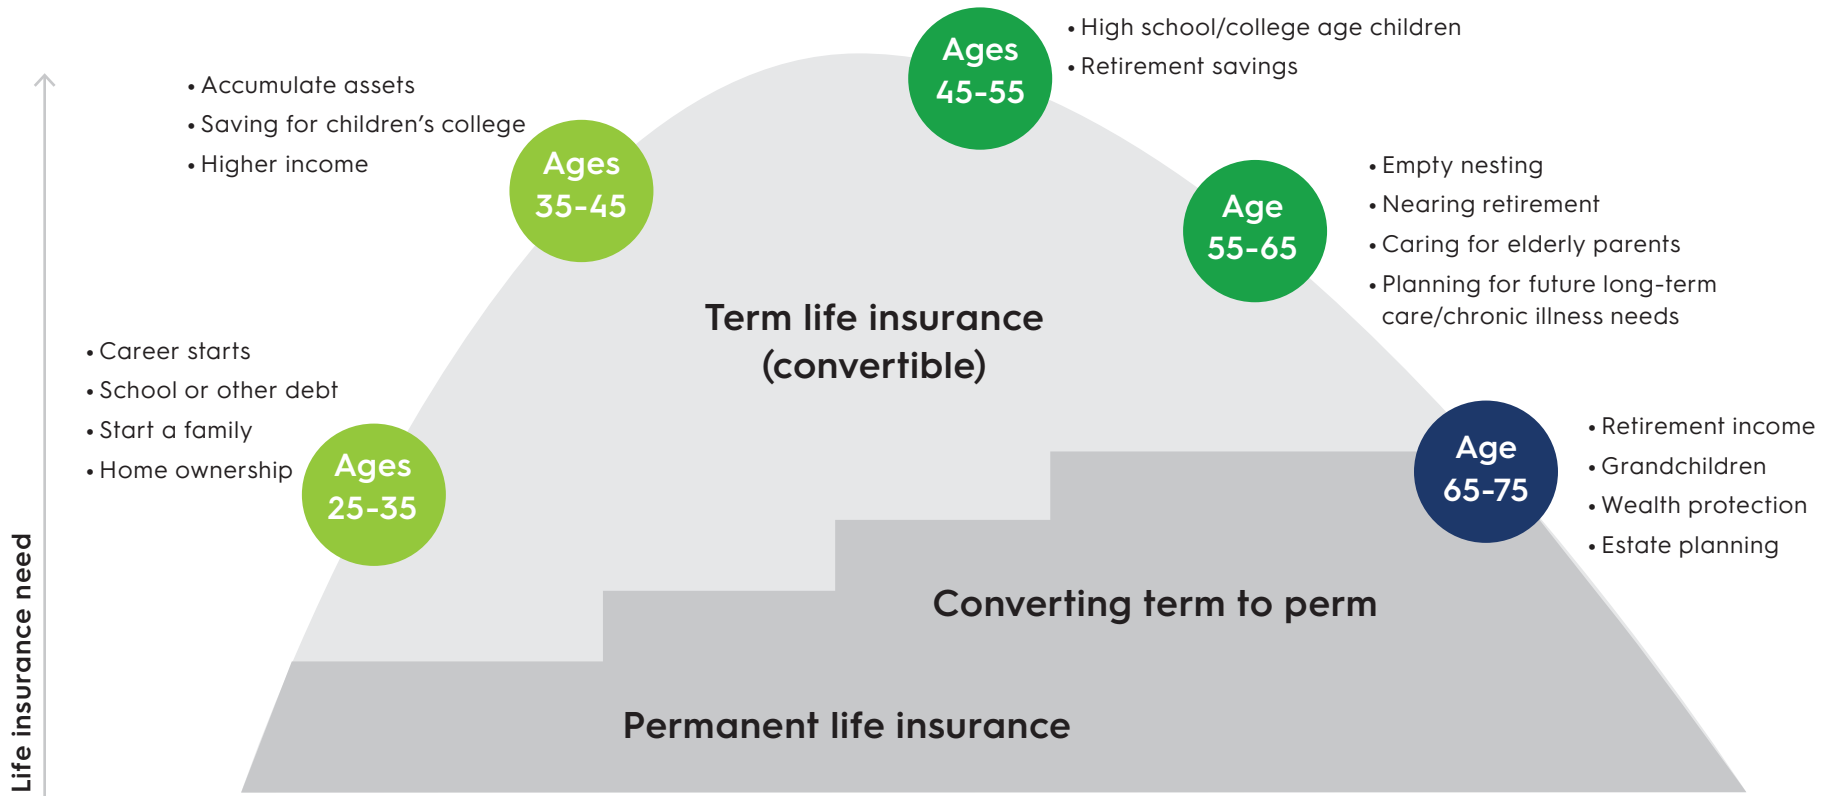 Life insurance need
• Career starts
• School or other debt
• Start a family
• Home ownership
Ages
25-35
• Accumulate assets
• Saving for children’s college
• Higher income
Ages
35-45
Ages
45-55
• High school/college age children
• Retirement savings
Age
55-65
• Empty nesting
• Nearing retirement
• Caring for elderly parents
• Planning for future long-term
care/chronic illness needs
Age
65-75
• Retirement income
• Grandchildren
• Wealth protection
• Estate planning
Term life insurance
(convertible)
Converting term to perm
Permanent life insurance